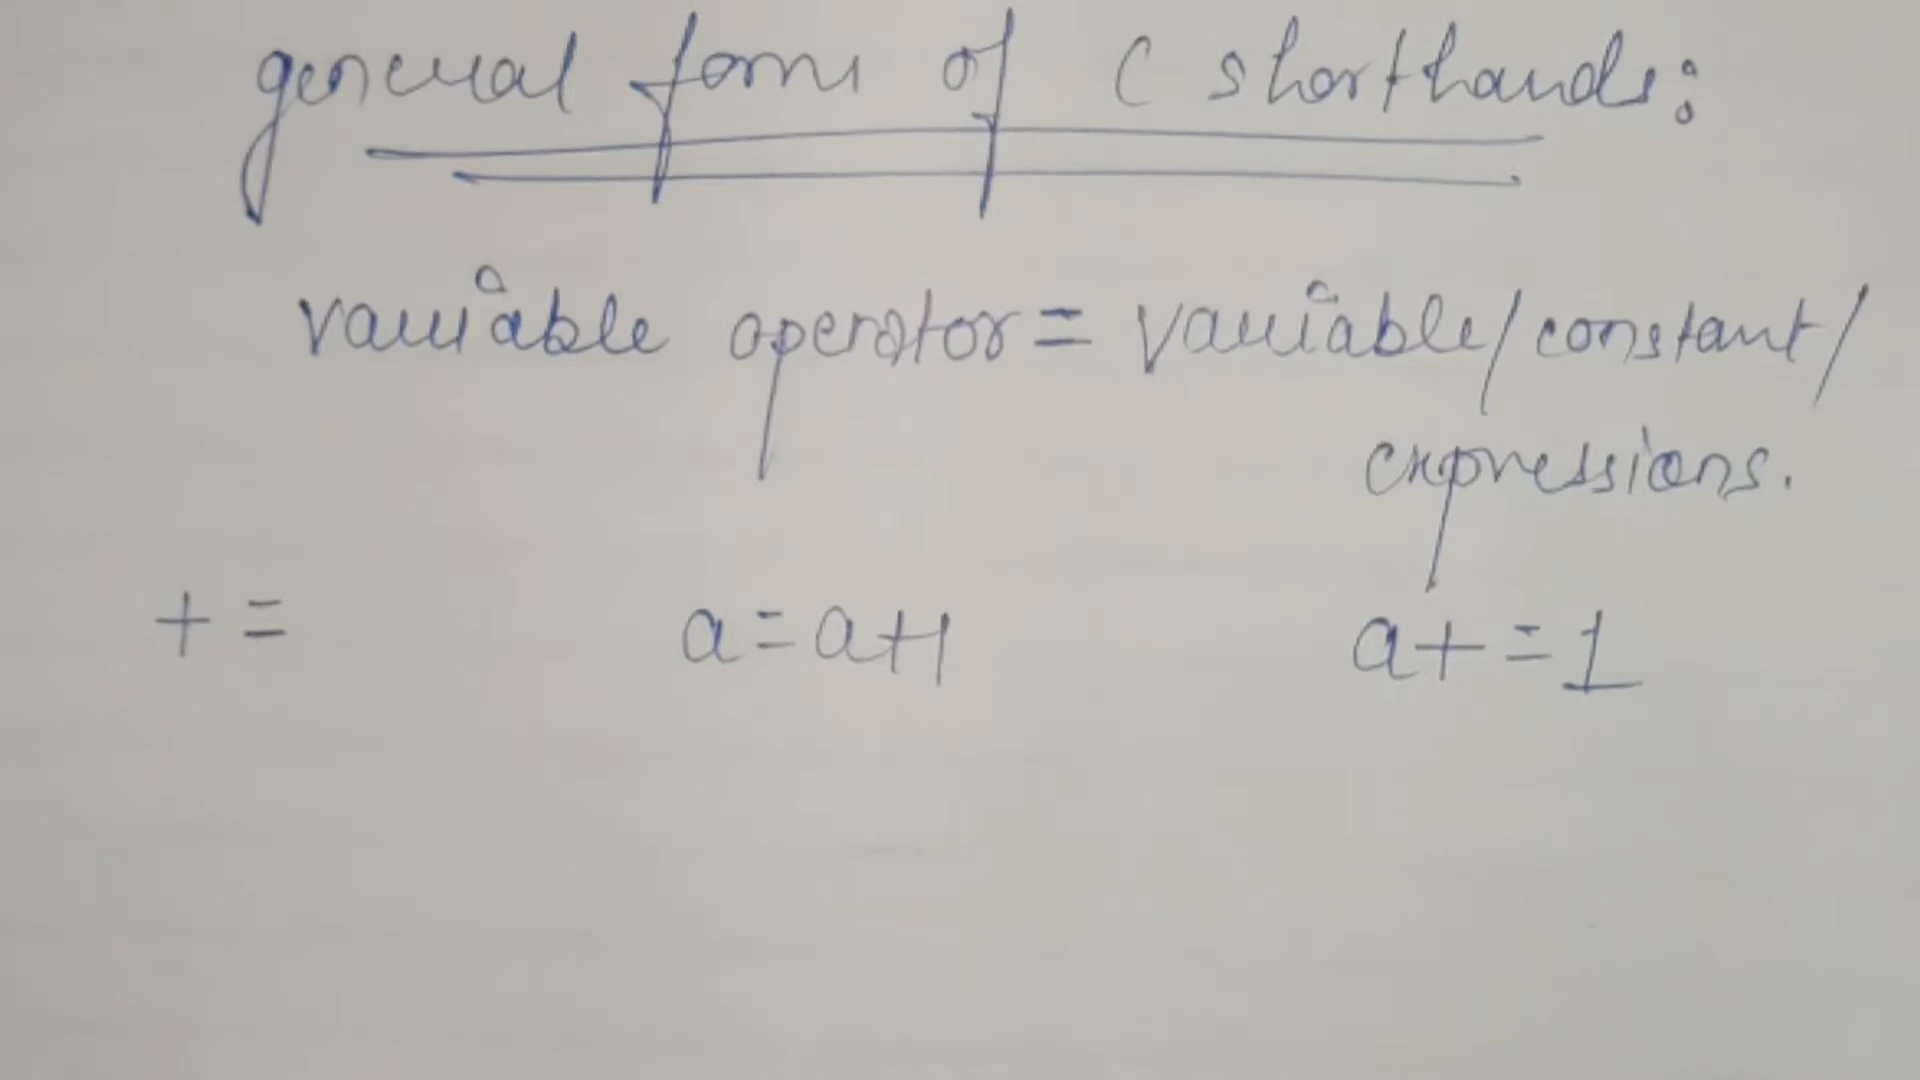 general form of C shorthands:
variable operator = variable/constant/
expressions.
+ = a = a+1 a + = 1